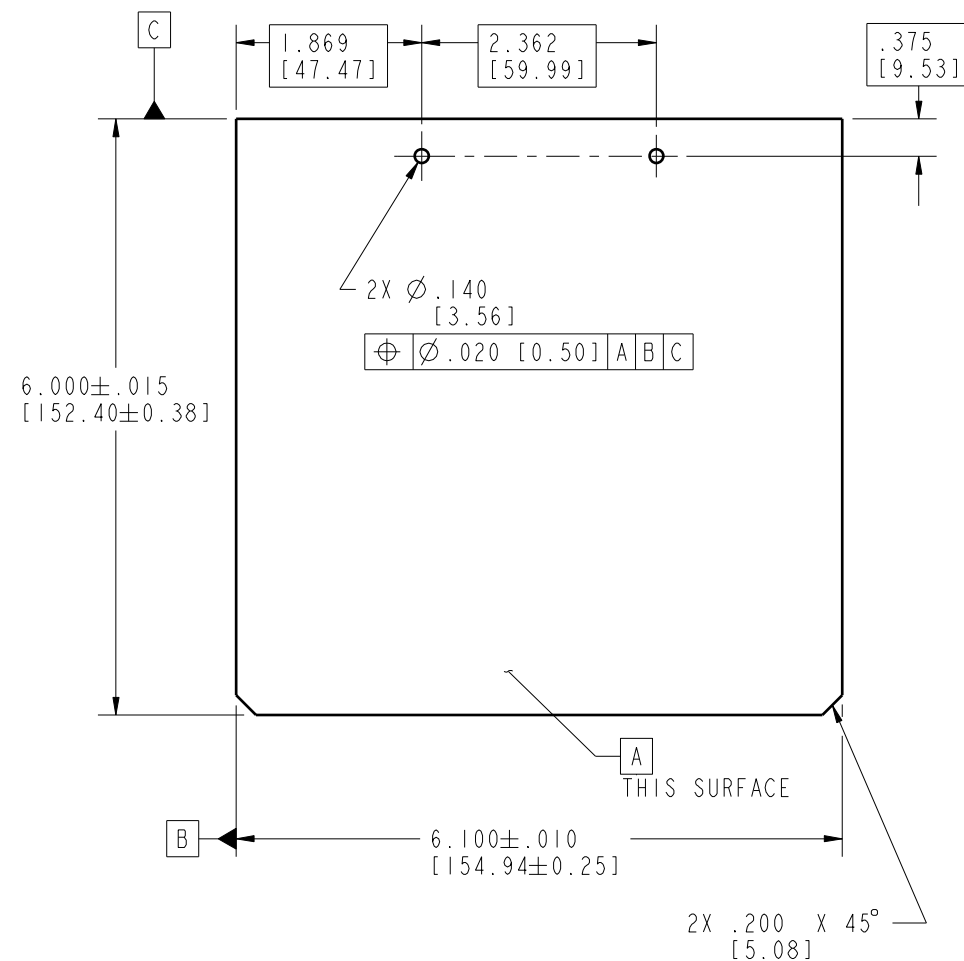 C
1.869
[47.47]
2.362
[59.99]
.375
[9.53]
2X Ø .140
[3.56]
⌖ Ø .020 [0.50] A B C
6.000±.015
[152.40±0.38]
A
THIS SURFACE
B
6.100±.010
[154.94±0.25]
2X .200 X 45°
[5.08]